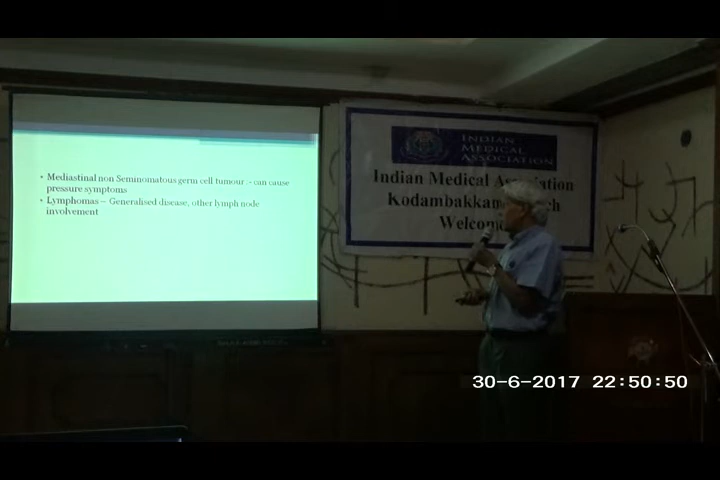 • Mediastinal non Seminomatous germ cell tumour - can cause
pressure symptoms
• Lymphomas – Generalised disease, other lymph node
involvement
INDIAN
MEDICAL
ASSOCIATION
Indian Medical Association
Kodambakkam ch
Welcome
30-6-2017 22:50:50